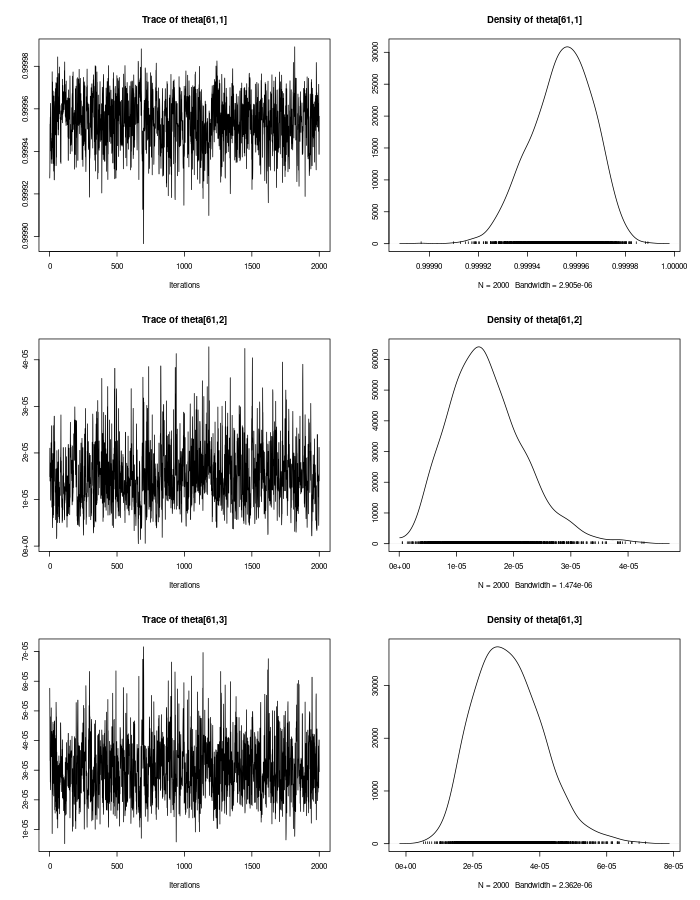 Trace of theta[61,1]
0.99990 0.99992 0.99994 0.99996 0.99998
0 500 1000 1500 2000
Iterations
Density of theta[61,1]
0 5000 10000 15000 20000 25000 30000
0.99990 0.99992 0.99994 0.99996 0.99998 1.00000
N = 2000 Bandwidth = 2.905e-06
Trace of theta[61,2]
0e+00 1e-05 2e-05 3e-05 4e-05
0 500 1000 1500 2000
Iterations
Density of theta[61,2]
0 10000 20000 30000 40000 50000 60000
0e+00 1e-05 2e-05 3e-05 4e-05
N = 2000 Bandwidth = 1.474e-06
Trace of theta[61,3]
1e-05 2e-05 3e-05 4e-05 5e-05 6e-05 7e-05
0 500 1000 1500 2000
Iterations
Density of theta[61,3]
0 10000 20000 30000
0e+00 2e-05 4e-05 6e-05 8e-05
N = 2000 Bandwidth = 2.362e-06